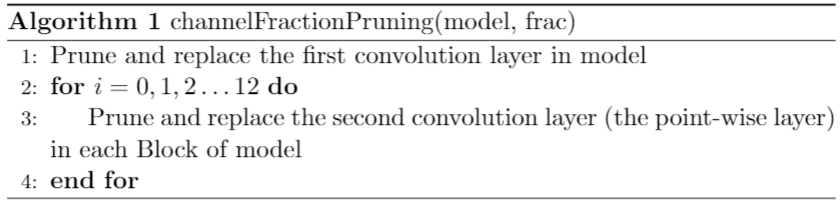 Algorithm 1 channelFractionPruning(model, frac)
1: Prune and replace the first convolution layer in model
2: for i = 0, 1, 2 . . . 12 do
3: Prune and replace the second convolution layer (the point-wise layer)
in each Block of model
4: end for